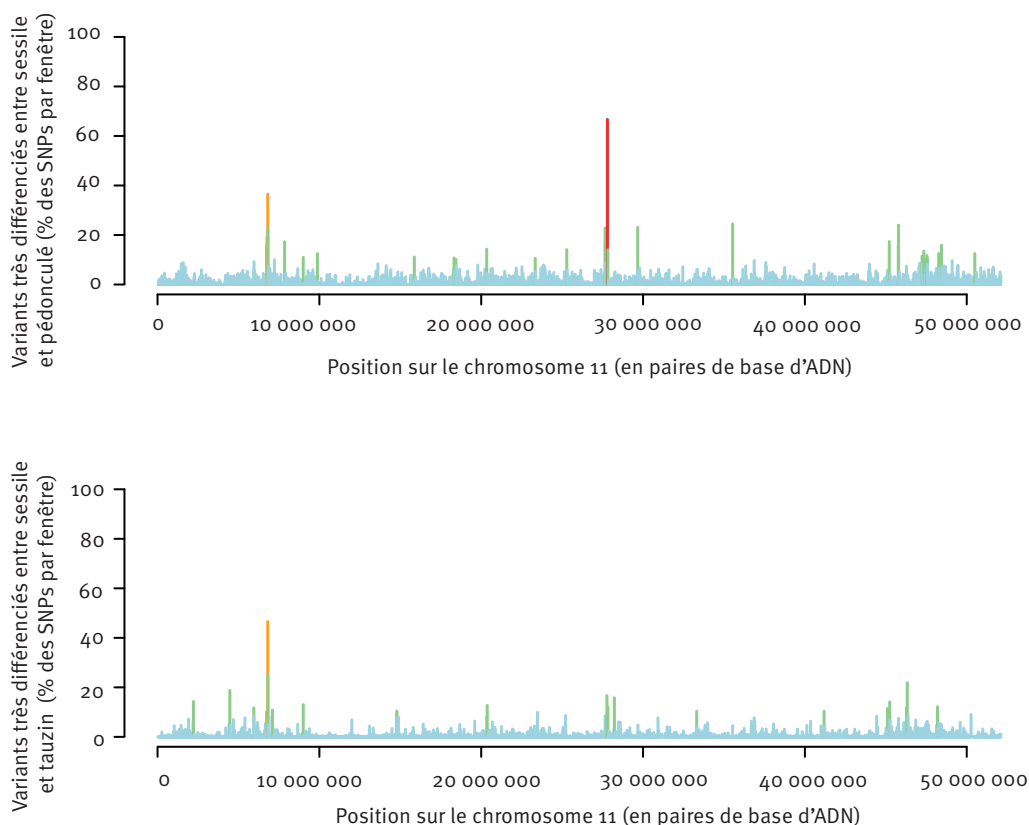 Variants très différenciés entre sessile
et pédonculé (% des SNPs par fenêtre)
100
80
60
40
20
0
0
10 000 000
20 000 000
30 000 000
40 000 000
50 000 000
Position sur le chromosome 11 (en paires de base d’ADN)
Variants très différenciés entre sessile
et tauzin (% des SNPs par fenêtre)
100
80
60
40
20
0
0
10 000 000
20 000 000
30 000 000
40 000 000
50 000 000
Position sur le chromosome 11 (en paires de base d’ADN)